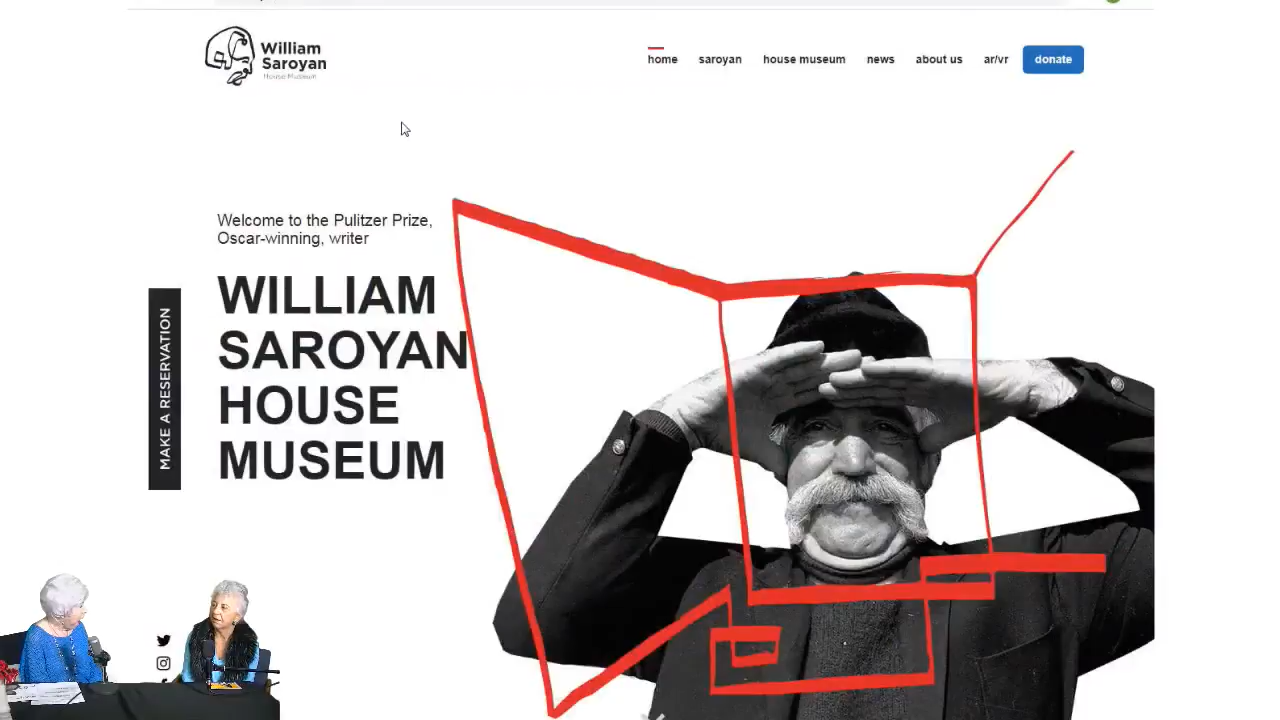 William
Saroyan
House Museum
home
saroyan
house museum
news
about us
ar/vr
donate
Welcome to the Pulitzer Prize,
Oscar-winning, writer
WILLIAM
SAROYAN
HOUSE
MUSEUM
MAKE A RESERVATION